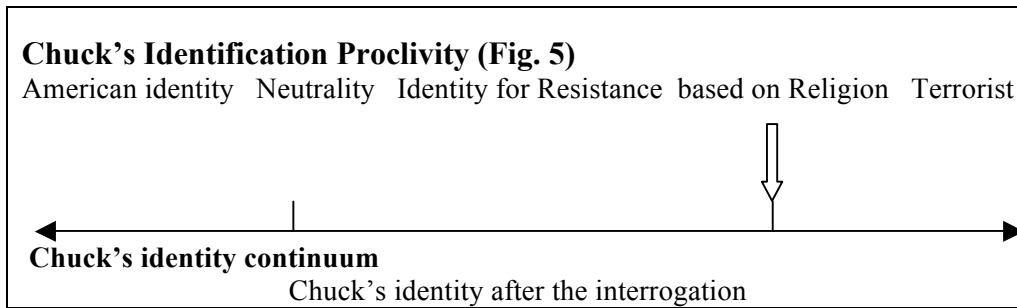 Chuck’s Identification Proclivity (Fig. 5)
American identity Neutrality Identity for Resistance based on Religion Terrorist
Chuck’s identity continuum
Chuck’s identity after the interrogation